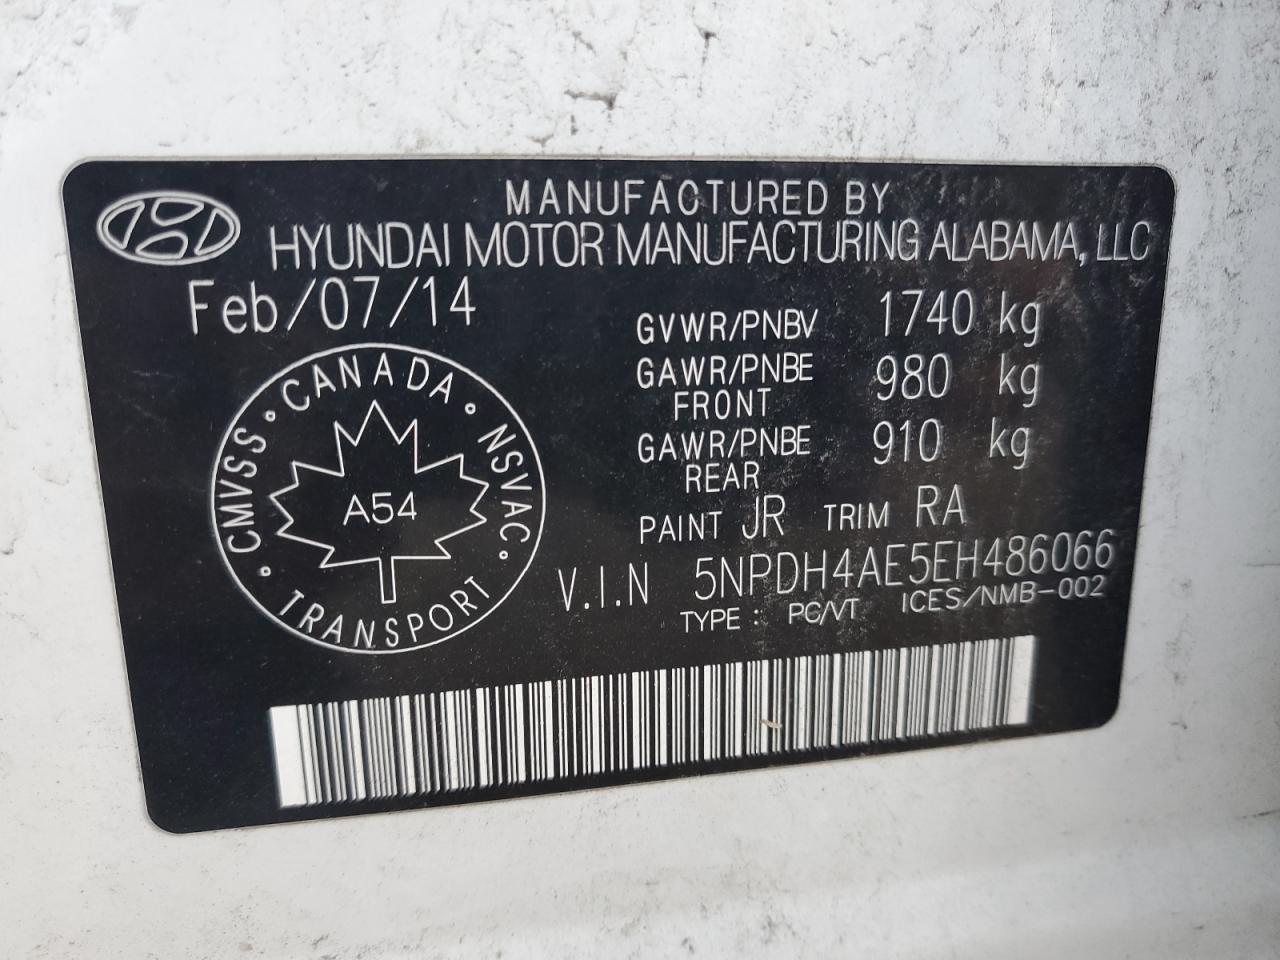 MANUFACTURED BY
HYUNDAI MOTOR MANUFACTURING ALABAMA, LLC
Feb/07/14
GVWR/PNBV 1740 kg
GAWR/PNBE FRONT 980 kg
GAWR/PNBE REAR 910 kg
PAINT JR TRIM RA
V.I.N 5NPDH4AE5EH486066
TYPE : PC/VT ICES/NMB-002
CMVSS • CANADA • NSVAC • TRANSPORT •
A54